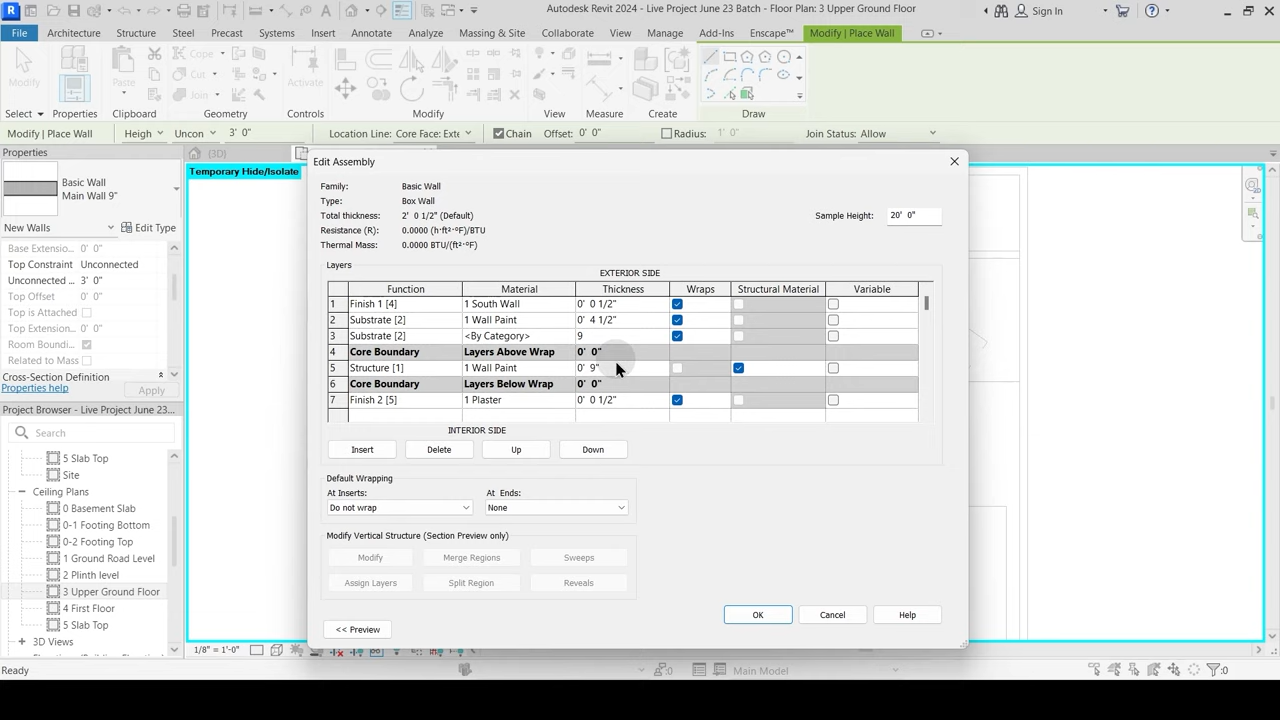 Autodesk Revit 2024 - Live Project June 23 Batch - Floor Plan: 3 Upper Ground Floor
Sign In
File Architecture Structure Steel Precast Systems Insert Annotate Analyze Massing & Site Collaborate View Manage Add-Ins Enscape™ Modify | Place Wall
Modify
Paste
Cope
Cut
Join
Activate
Select Properties Clipboard Geometry Controls Modify View Measure Create Draw
Modify | Place Wall Heigh Uncon 3' 0" Location Line: Core Face: Exte Chain Offset: 0' 0" Radius: 1' 0" Join Status: Allow
Properties
(3D)
Basic Wall
Main Wall 9"
New Walls
Edit Type
Base Extension...
0' 0"
Top Constraint Unconnected
Unconnected ... 3' 0"
Top Offset 0' 0"
Top is Attached
Top Extension... 0' 0"
Room Boundi...
Related to Mass
Cross-Section Definition
Properties help
Apply
Project Browser - Live Project June 23...
Search
5 Slab Top
Site
Ceiling Plans
0 Basement Slab
0-1 Footing Bottom
0-2 Footing Top
1 Ground Road Level
2 Plinth level
3 Upper Ground Floor
4 First Floor
5 Slab Top
3D Views
Temporary Hide/Isolate
Edit Assembly
Family: Basic Wall
Type: Box Wall
Total thickness: 2' 0 1/2" (Default)
Sample Height: 20' 0"
Resistance (R): 0.0000 (h·ft²·°F)/BTU
Thermal Mass: 0.0000 BTU/(ft²·°F)
Layers
EXTERIOR SIDE
Function Material Thickness Wraps Structural Material Variable
1 Finish 1 [4] 1 South Wall 0' 0 1/2"
2 Substrate [2] 1 Wall Paint 0' 4 1/2"
3 Substrate [2] <By Category> 9
4 Core Boundary Layers Above Wrap 0' 0"
5 Structure [1] 1 Wall Paint 0' 9"
6 Core Boundary Layers Below Wrap 0' 0"
7 Finish 2 [5] 1 Plaster 0' 0 1/2"
INTERIOR SIDE
Insert Delete Up Down
Default Wrapping
At Inserts: At Ends:
Do not wrap None
Modify Vertical Structure (Section Preview only)
Modify Merge Regions Sweeps
Assign Layers Split Region Reveals
OK Cancel Help
<< Preview
1/8" = 1'-0"
Ready
:0
Main Model
:0